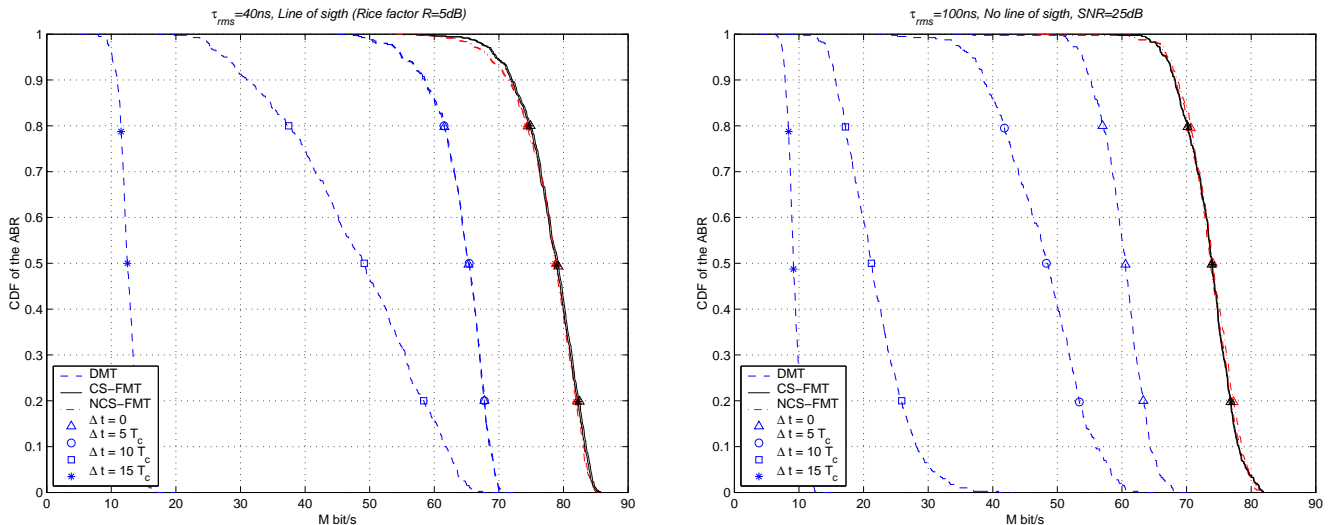 τrms=40ns, Line of sigth (Rice factor R=5dB)
1
0.9
0.8
0.7
0.6
0.5
0.4
0.3
0.2
0.1
0
CDF of the ABR
DMT
CS−FMT
NCS−FMT
Δ t = 0
Δ t = 5 Tc
Δ t = 10 Tc
Δ t = 15 Tc
0 10 20 30 40 50 60 70 80 90
M bit/s
τrms=100ns, No line of sigth, SNR=25dB
1
0.9
0.8
0.7
0.6
0.5
0.4
0.3
0.2
0.1
0
CDF of the ABR
DMT
CS−FMT
NCS−FMT
Δ t = 0
Δ t = 5 Tc
Δ t = 10 Tc
Δ t = 15 Tc
0 10 20 30 40 50 60 70 80 90
M bit/s